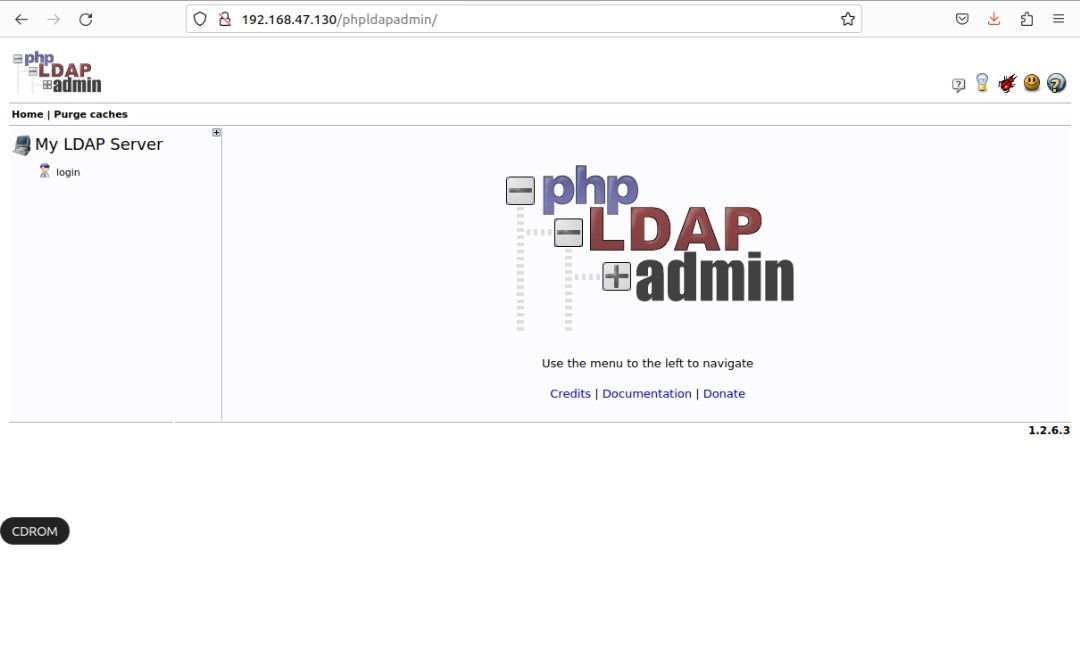 192.168.47.130/phpldapadmin/
php
LDAP
admin
Home | Purge caches
My LDAP Server
login
php
LDAP
admin
Use the menu to the left to navigate
Credits | Documentation | Donate
1.2.6.3
CDROM